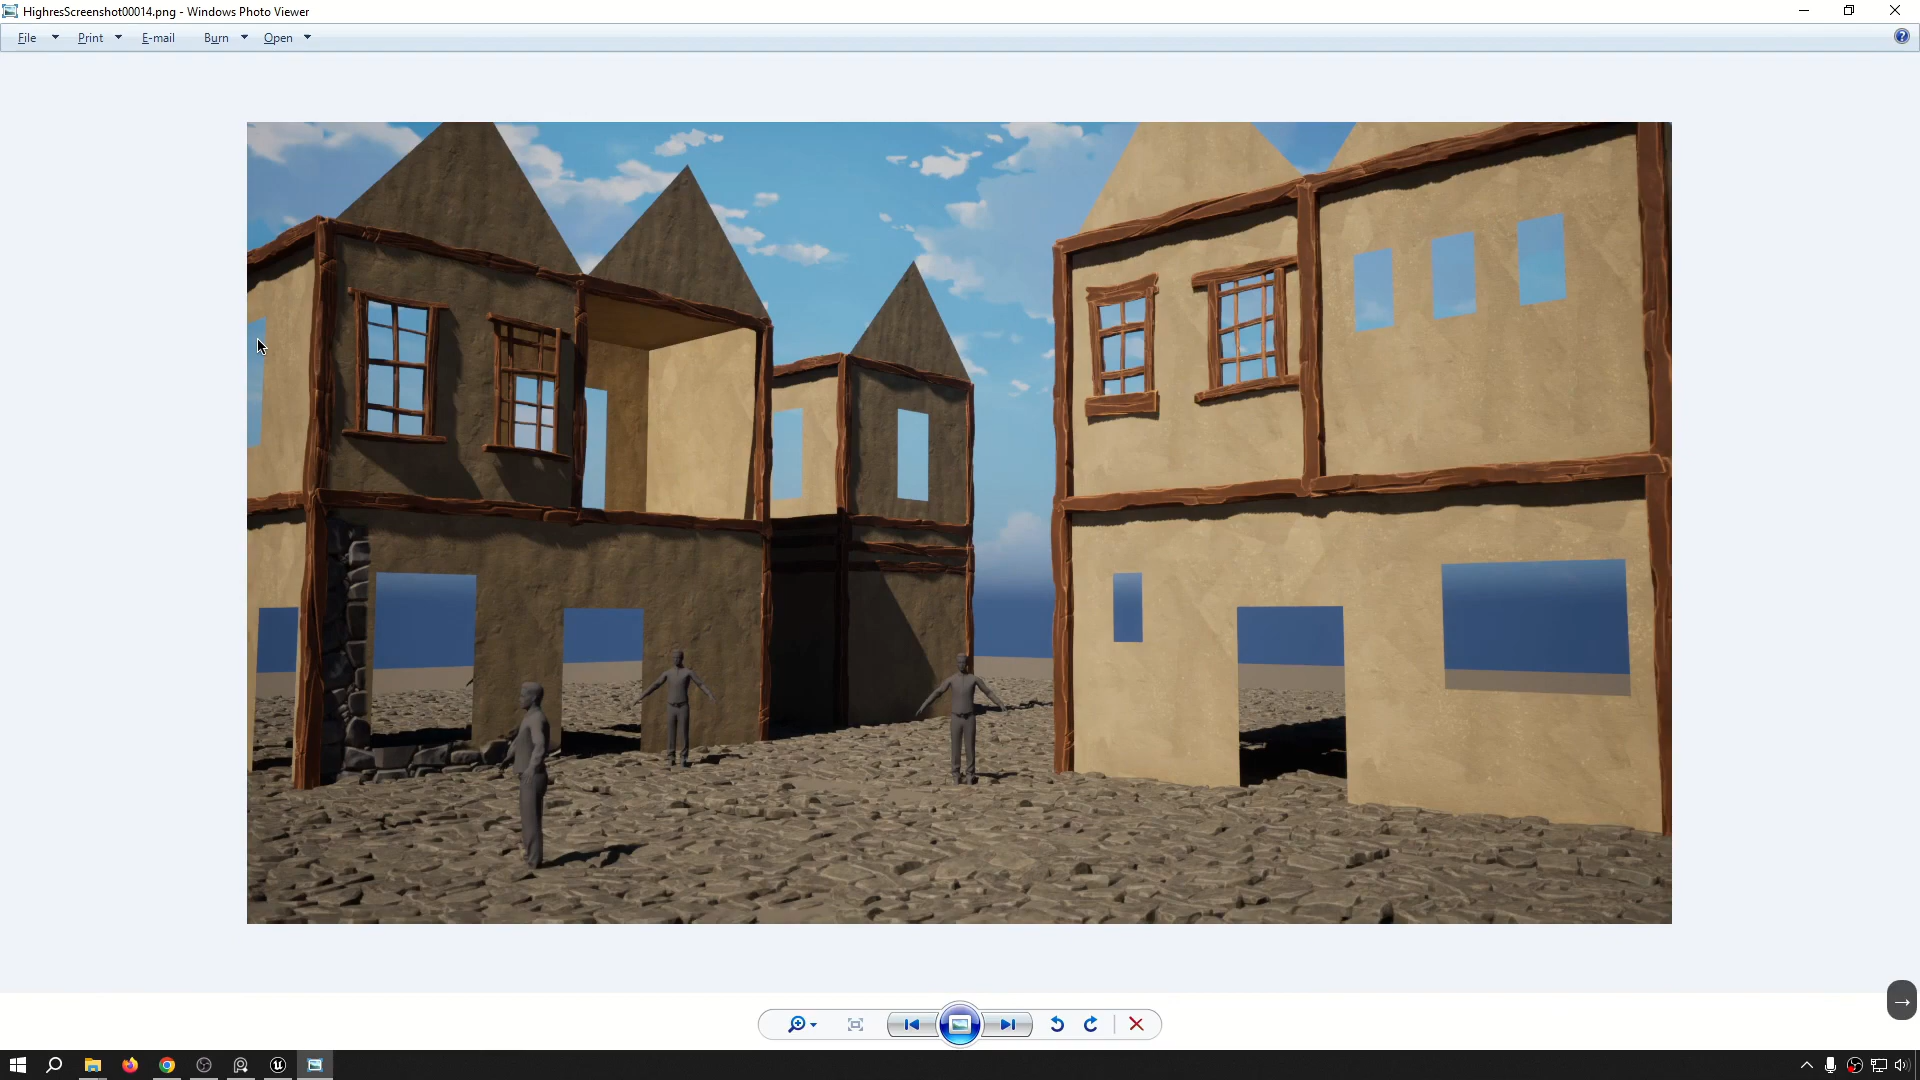 HighresScreenshot00014.png - Windows Photo Viewer
File Print E-mail Burn Open